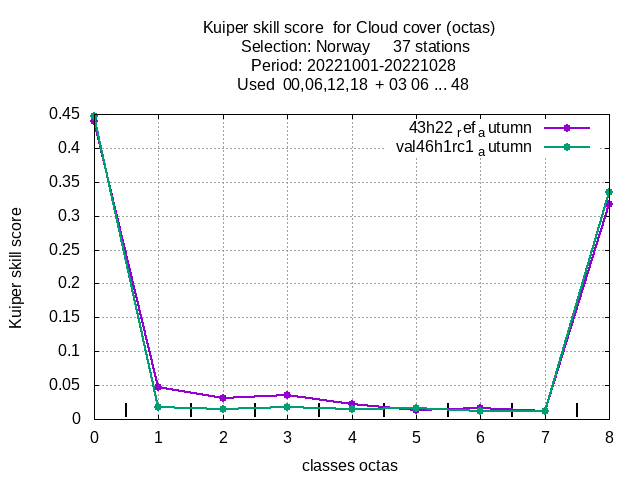 Kuiper skill score  for Cloud cover (octas)
Selection: Norway     37 stations
Period: 20221001-20221028
Used  00,06,12,18  + 03 06 ... 48
43h22ᵣefₐutumn
val46h1rc1ₐutumn
0.45
0.4
0.35
0.3
0.25
0.2
0.15
0.1
0.05
0
Kuiper skill score
0 1 2 3 4 5 6 7 8
classes octas